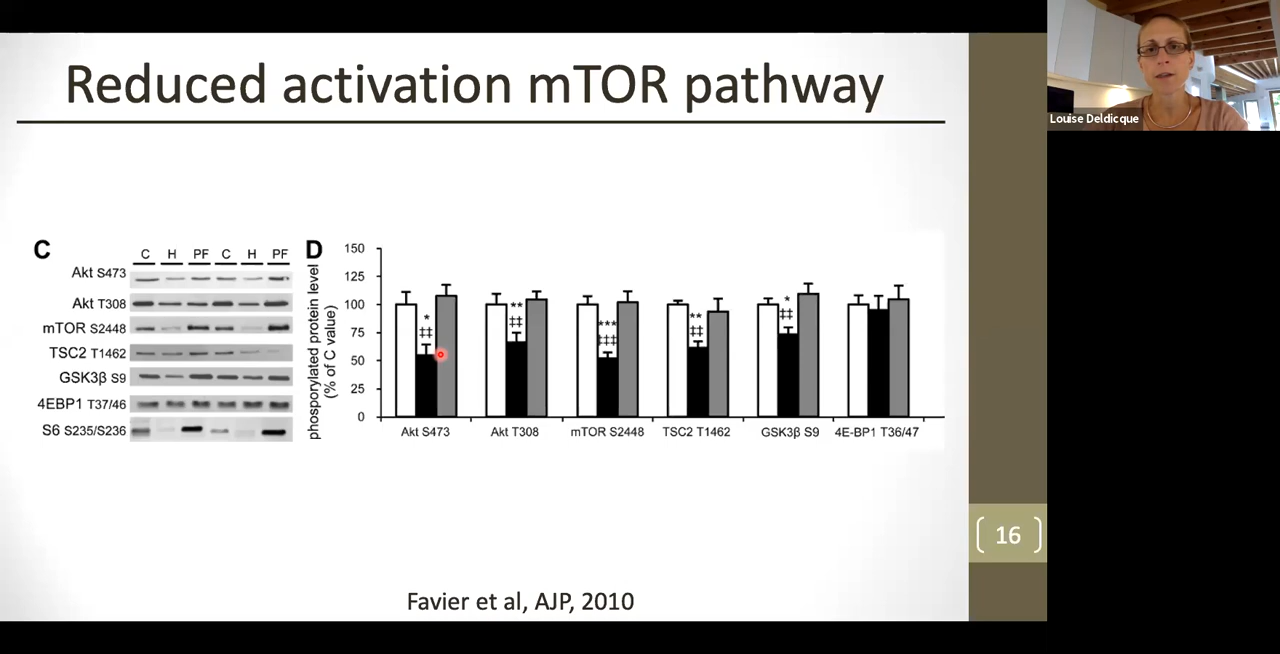 Reduced activation mTOR pathway
Louise Deldicque
C
C H PF C H PF
Akt S473
Akt T308
mTOR S2448
TSC2 T1462
GSK3β S9
4EBP1 T37/46
S6 S235/S236
D
phosporylated protein level
(% of C value)
150
125
100
75
50
25
0
* ‡‡
** ‡‡
*** ‡‡‡
** ‡‡
* ‡‡
Akt S473
Akt T308
mTOR S2448
TSC2 T1462
GSK3β S9
4E-BP1 T36/47
16
Favier et al, AJP, 2010